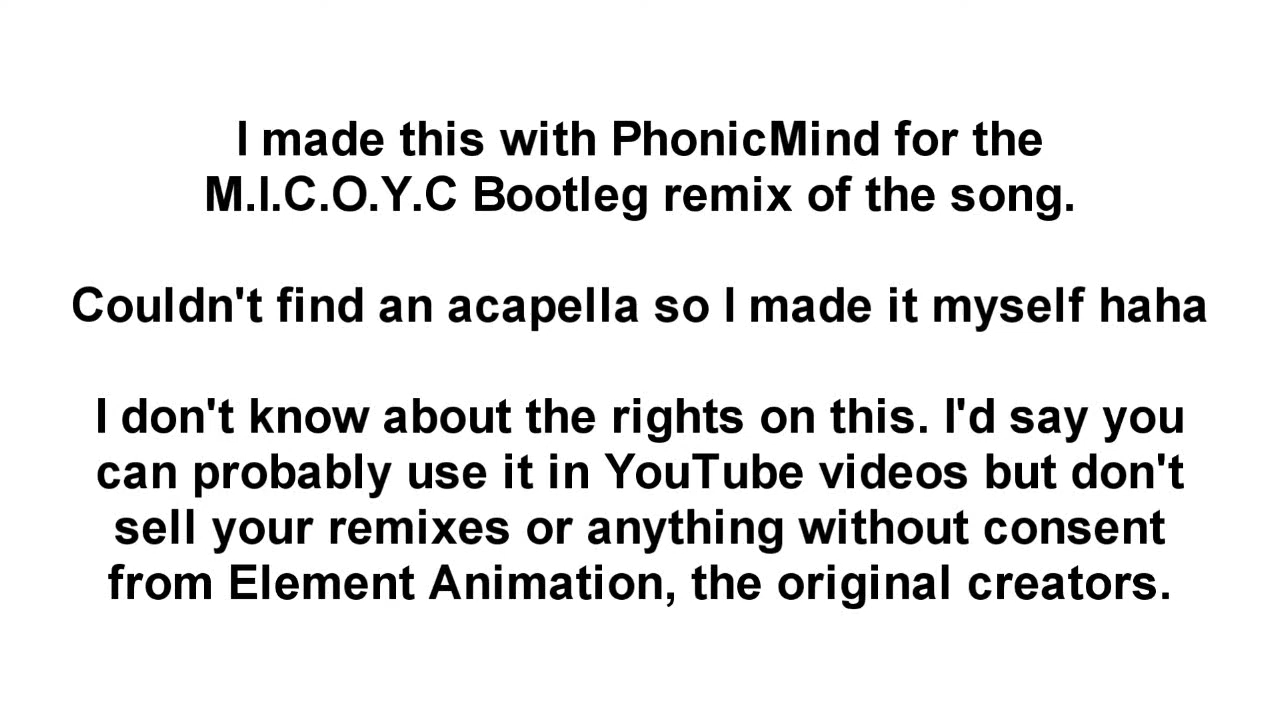 I made this with PhonicMind for the
M.I.C.O.Y.C Bootleg remix of the song.
Couldn't find an acapella so I made it myself haha
I don't know about the rights on this. I'd say you
can probably use it in YouTube videos but don't
sell your remixes or anything without consent
from Element Animation, the original creators.